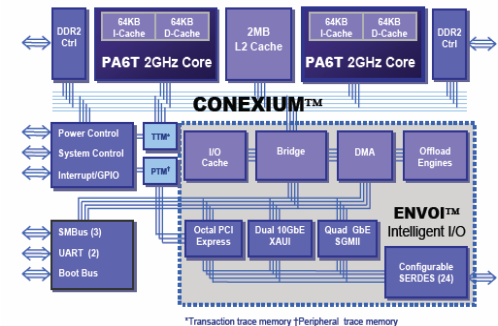 DDR2
Ctrl
64KB
I-Cache
64KB
D-Cache
PA6T 2GHz Core
2MB
L2 Cache
64KB
I-Cache
64KB
D-Cache
PA6T 2GHz Core
DDR2
Ctrl
CONEXIUM™
Power Control
System Control
Interrupt/GPIO
TTM*
PTM†
I/O
Cache
Bridge
DMA
Offload
Engines
ENVOI™
Intelligent I/O
SMBus (3)
UART (2)
Boot Bus
Octal PCI
Express
Dual 10GbE
XAUI
Quad GbE
SGMII
Configurable
SERDES (24)
*Transaction trace memory †Peripheral trace memory